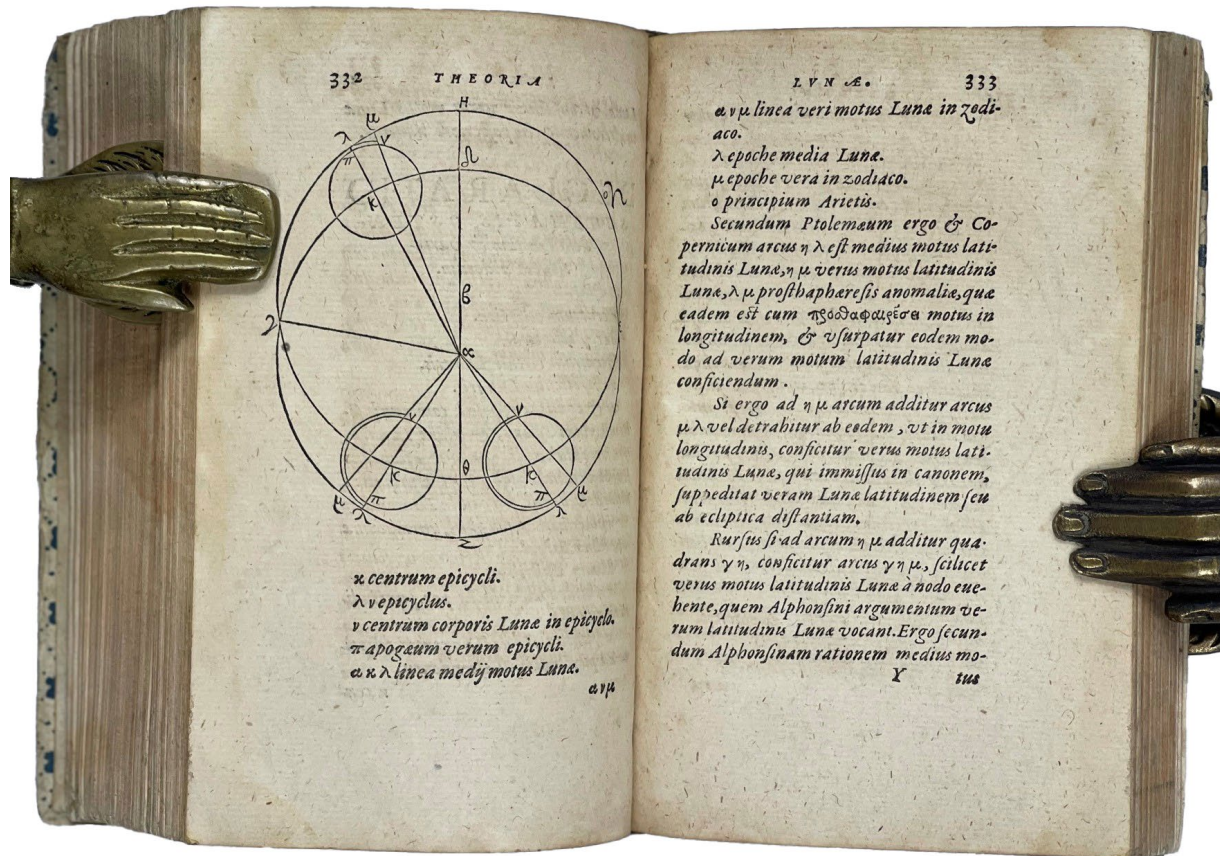 332 THEORIA
H
μ
λ
ν
π
Ω
κ
ο ♈
β
α
ν
ν
θ
κ
κ
μ
π
λ
π
μ
λ
κ centrum epicycli.
λ ν epicyclus.
ν centrum corporis Lunæ in epicyclo.
π apogæum verum epicycli.
α κ λ linea medij motus Lunæ.
α ν μ
LVNÆ. 333
α ν μ linea veri motus Lunæ in zodi-
aco.
λ epoche media Lunæ.
μ epoche vera in zodiaco.
ο principium Arietis.
Secundum Ptolemæum ergo & Co-
pernicum arcus η λ est medius motus lati-
tudinis Lunæ, η μ verus motus latitudinis
Lunæ, λ μ prosthaphæresis anomaliæ, quæ
eadem est cum προσθαφαιρέσει motus in
longitudinem, & vsurpatur eodem mo-
do ad verum motum latitudinis Lunæ
conficiendum.
Si ergo ad η μ arcum additur arcus
μ λ vel detrahitur ab eodem, vt in motu
longitudinis, conficitur verus motus lati-
tudinis Lunæ, qui immissus in canonem,
suppeditat veram Lunæ latitudinem seu
ab ecliptica distantiam.
Rursus si ad arcum η μ additur qua-
drans γ η, conficitur arcus γ η μ, scilicet
verus motus latitudinis Lunæ à nodo eue-
hente, quem Alphonsini argumentum ve-
rum latitudinis Lunæ vocant. Ergo secun-
dum Alphonsinam rationem medius mo-
Y tus